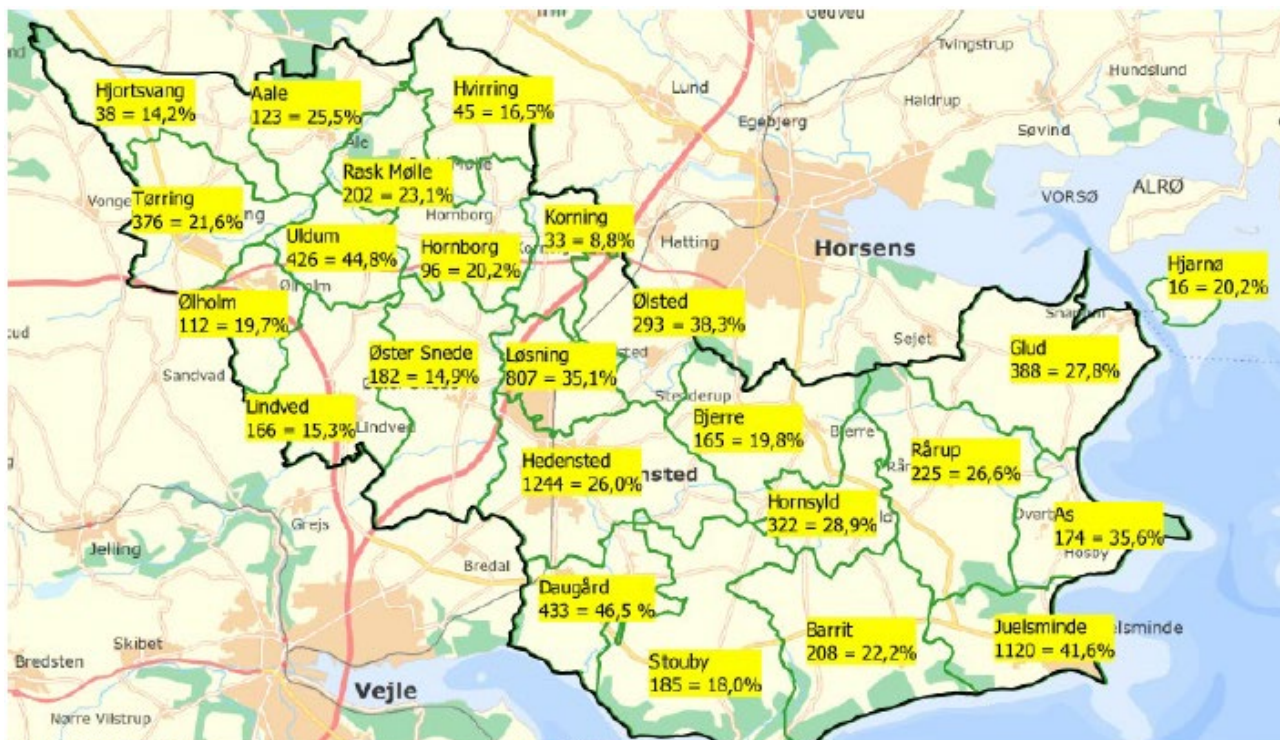 Gedved
Tvingstrup
Hundslund
Hjortsvang
38 = 14,2%
Aale
123 = 25,5%
Hvirring
45 = 16,5%
Lund
Haldrup
Egebjerg
Søvind
Rask Mølle
202 = 23,1%
Mølle
VORSØ
ALRØ
Tørring
376 = 21,6%
Hornborg
Korning
33 = 8,8%
Uldum
426 = 44,8%
Hornborg
96 = 20,2%
Hatting
Horsens
Hjarnø
16 = 20,2%
Ølholm
Ølholm
112 = 19,7%
Ølsted
293 = 38,3%
Sejet
Glud
388 = 27,8%
Sandvad
Øster Snede
182 = 14,9%
Løsning
807 = 35,1%
Lindved
166 = 15,3%
Lindved
Bjerre
165 = 19,8%
Bjerre
Rårup
225 = 26,6%
Hedensted
1244 = 26,0%
Hornsyld
322 = 28,9%
As
174 = 35,6%
Hosby
Grejs
Jelling
Bredal
Daugård
433 = 46,5 %
Barrit
208 = 22,2%
Juelsminde
1120 = 41,6%
Skibet
Bredsten
Stouby
185 = 18,0%
Vejle
Nørre Vilstrup